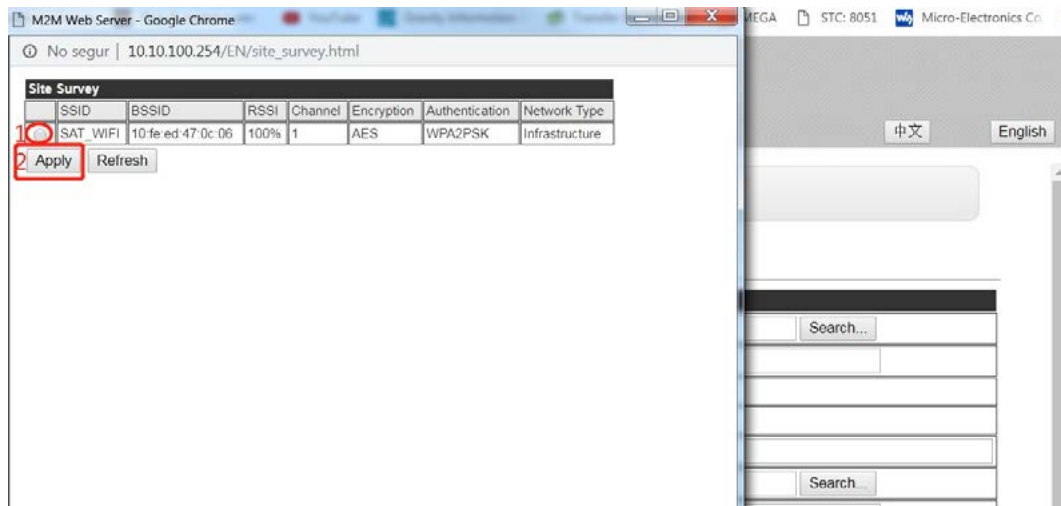 M2M Web Server - Google Chrome
MEGA STC: 8051 Micro-Electronics Co
No segur | 10.10.100.254/EN/site_survey.html
Site Survey
SSID BSSID RSSI Channel Encryption Authentication Network Type
1 SAT_WIFI 10:fe:ed:47:0c:06 100% 1 AES WPA2PSK Infrastructure
2 Apply Refresh
中文 English
Search...
Search...